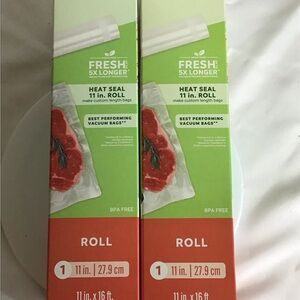 FRESH
5X LONGER
HEAT SEAL
11 in. ROLL
make custom length bags
BEST PERFORMING
VACUUM BAGS**
BPA FREE
ROLL
1 11 in. | 27.9 cm
11 in. x 16 ft.
FRESH
5X LONGER
HEAT SEAL
11 in. ROLL
make custom length bags
BEST PERFORMING
VACUUM BAGS**
BPA FREE
ROLL
1 11 in. | 27.9 cm
11 in. x 16 ft.